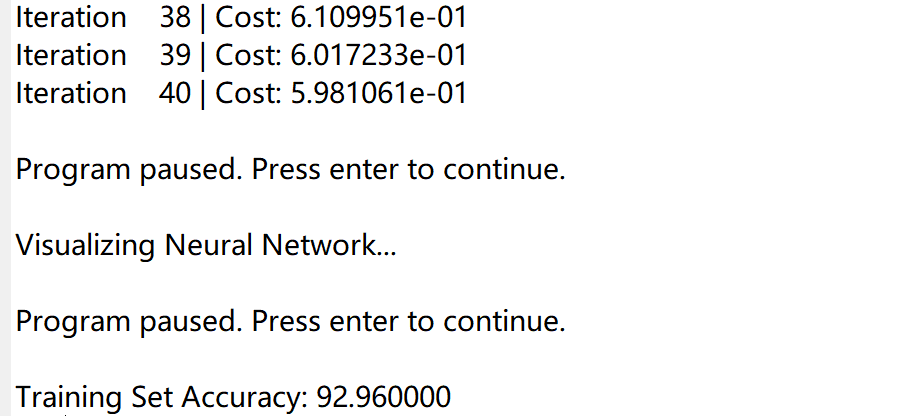 Iteration    38 | Cost: 6.109951e-01
Iteration    39 | Cost: 6.017233e-01
Iteration    40 | Cost: 5.981061e-01
Program paused. Press enter to continue.
Visualizing Neural Network...
Program paused. Press enter to continue.
Training Set Accuracy: 92.960000